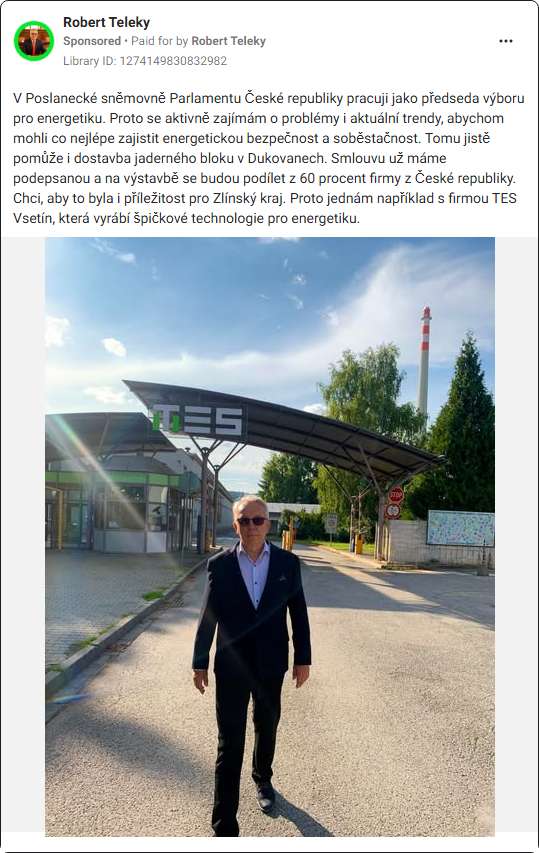 Robert Teleky
Sponsored • Paid for by Robert Teleky
Library ID: 1274149830832982
V Poslanecké sněmovně Parlamentu České republiky pracuji jako předseda výboru
pro energetiku. Proto se aktivně zajímám o problémy i aktuální trendy, abychom
mohli co nejlépe zajistit energetickou bezpečnost a soběstačnost. Tomu jistě
pomůže i dostavba jaderného bloku v Dukovanech. Smlouvu už máme
podepsanou a na výstavbě se budou podílet z 60 procent firmy z České republiky.
Chci, aby to byla i příležitost pro Zlínský kraj. Proto jednám například s firmou TES
Vsetín, která vyrábí špičkové technologie pro energetiku.
TES
STOP